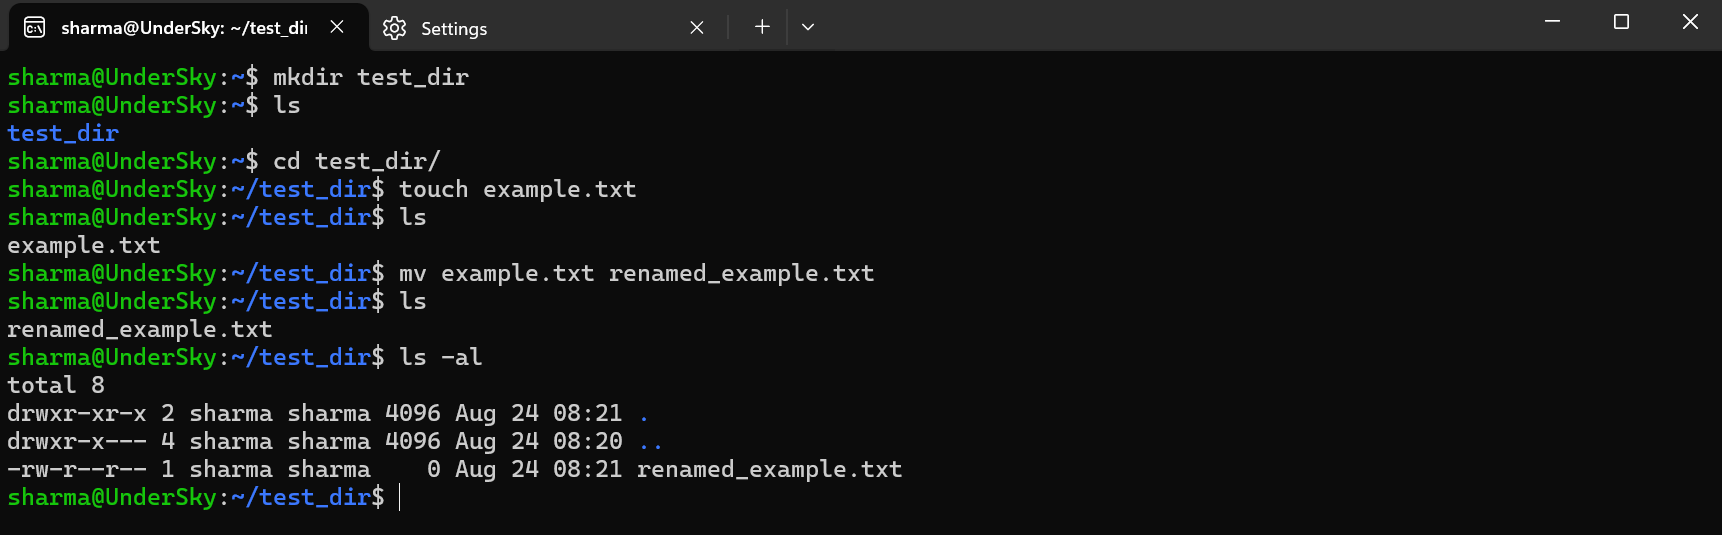 sharma@UnderSky: ~/test_dir
Settings
sharma@UnderSky:~$ mkdir test_dir
sharma@UnderSky:~$ ls
test_dir
sharma@UnderSky:~$ cd test_dir/
sharma@UnderSky:~/test_dir$ touch example.txt
sharma@UnderSky:~/test_dir$ ls
example.txt
sharma@UnderSky:~/test_dir$ mv example.txt renamed_example.txt
sharma@UnderSky:~/test_dir$ ls
renamed_example.txt
sharma@UnderSky:~/test_dir$ ls -al
total 8
drwxr-xr-x 2 sharma sharma 4096 Aug 24 08:21 .
drwxr-x--- 4 sharma sharma 4096 Aug 24 08:20 ..
-rw-r--r-- 1 sharma sharma    0 Aug 24 08:21 renamed_example.txt
sharma@UnderSky:~/test_dir$